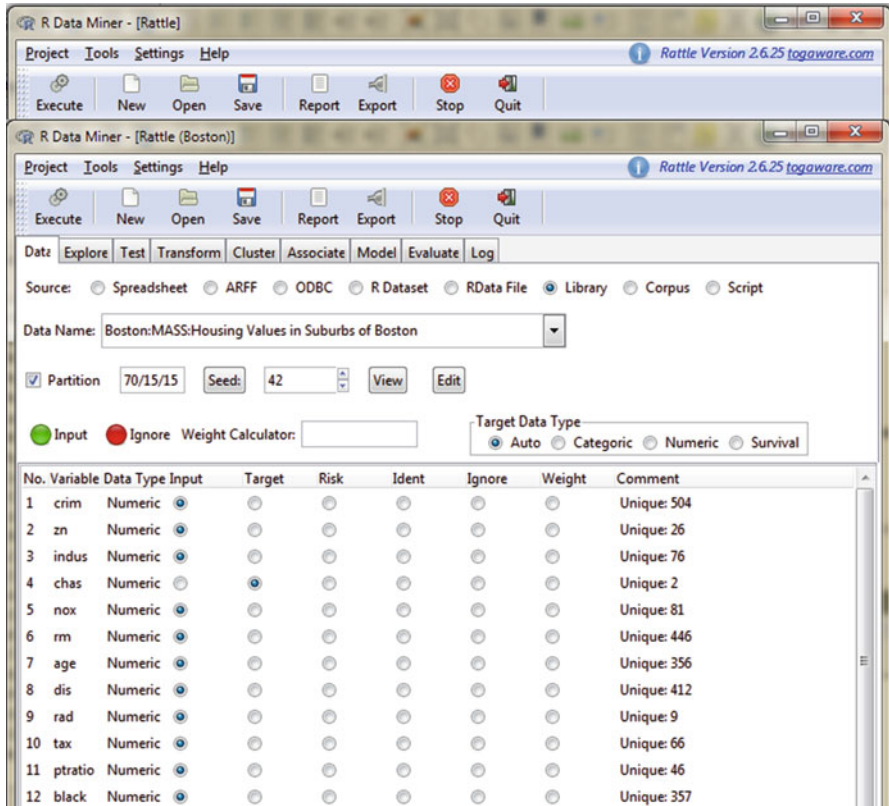 R Data Miner - [Rattle]
Project Tools Settings Help Rattle Version 2.6.25 togaware.com
Execute New Open Save Report Export Stop Quit
R Data Miner - [Rattle (Boston)]
Project Tools Settings Help Rattle Version 2.6.25 togaware.com
Execute New Open Save Report Export Stop Quit
Data Explore Test Transform Cluster Associate Model Evaluate Log
Source: Spreadsheet ARFF ODBC R Dataset RData File Library Corpus Script
Data Name: Boston:MASS:Housing Values in Suburbs of Boston
Partition 70/15/15 Seed: 42 View Edit
Input Ignore Weight Calculator:
Target Data Type
Auto Categoric Numeric Survival
No. Variable Data Type Input Target Risk Ident Ignore Weight Comment
1 crim Numeric Unique: 504
2 zn Numeric Unique: 26
3 indus Numeric Unique: 76
4 chas Numeric Unique: 2
5 nox Numeric Unique: 81
6 rm Numeric Unique: 446
7 age Numeric Unique: 356
8 dis Numeric Unique: 412
9 rad Numeric Unique: 9
10 tax Numeric Unique: 66
11 ptratio Numeric Unique: 46
12 black Numeric Unique: 357